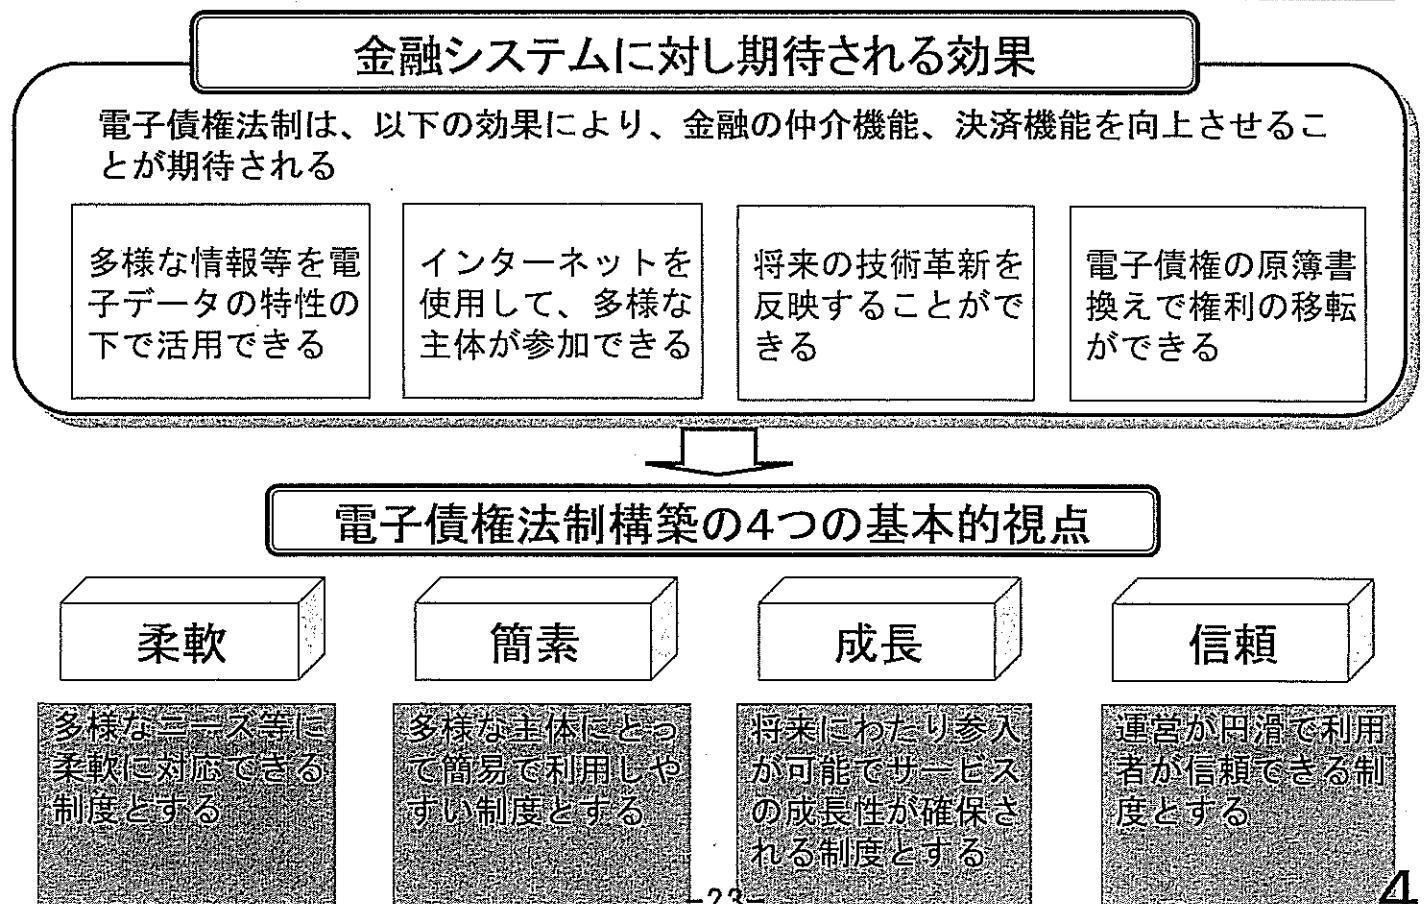 金融システムに対し期待される効果
電子債権法制は、以下の効果により、金融の仲介機能、決済機能を向上させるこ
とが期待される
多様な情報等を電
子データの特性の
下で活用できる
インターネットを
使用して、多様な
主体が参加できる
将来の技術革新を
反映することがで
きる
電子債権の原簿書
換えで権利の移転
ができる
電子債権法制構築の4つの基本的視点
柔軟
簡素
成長
信頼
多様なニーズ等に
柔軟に対応できる
制度とする
多様な主体にとっ
て簡易で利用しや
すい制度とする
将来にわたり参入
が可能でサービス
の成長性が確保さ
れる制度とする
運営が円滑で利用
者が信頼できる制
度とする
-23-
4